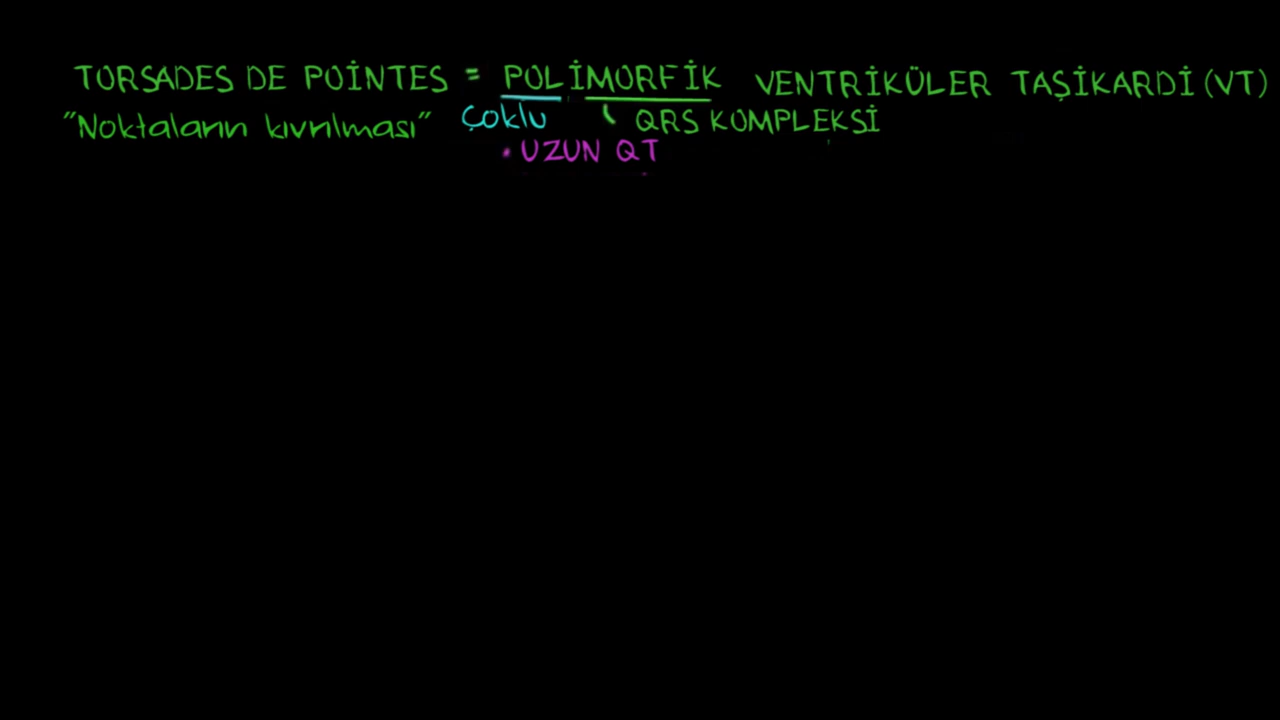 TORSADES DE POİNTES = POLİMORFİK VENTRİKÜLER TAŞİKARDİ (VT)
"Noktaların kıvrılması" Çoklu QRS KOMPLEKSİ
• UZUN QT